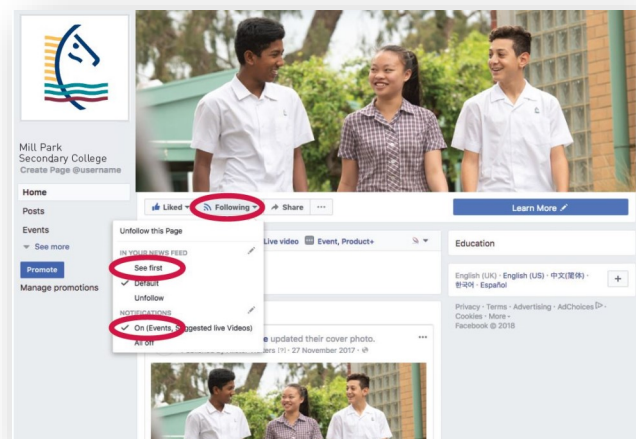 Mill Park
Secondary College
Create Page @username
Home
Posts
Events
See more
Promote
Manage promotions
Liked
Following
Share
Learn More
Unfollow this Page
IN YOUR NEWS FEED
See first
Default
Unfollow
NOTIFICATIONS
On (Events, Suggested live Videos)
All off
Live video
Event, Product+
updated their cover photo.
27 November 2017
Education
English (UK) · English (US) · 中文(简体) ·
한국어 · Español
+
Privacy · Terms · Advertising · AdChoices ·
Cookies · More ·
Facebook © 2018